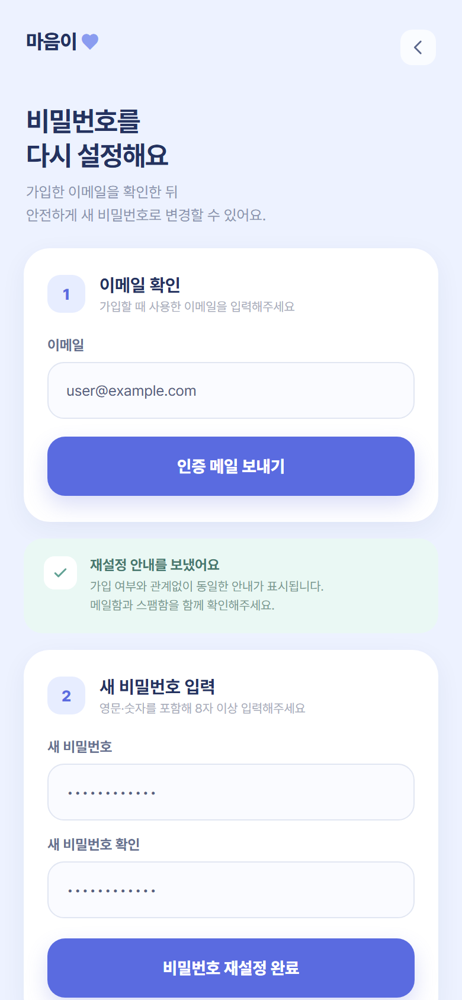 마음이
비밀번호를
다시 설정해요
가입한 이메일을 확인한 뒤
안전하게 새 비밀번호로 변경할 수 있어요.
1
이메일 확인
가입할 때 사용한 이메일을 입력해주세요
이메일
user@example.com
인증 메일 보내기
재설정 안내를 보냈어요
가입 여부와 관계없이 동일한 안내가 표시됩니다.
메일함과 스팸함을 함께 확인해주세요.
2
새 비밀번호 입력
영문·숫자를 포함해 8자 이상 입력해주세요
새 비밀번호
••••••••••••
새 비밀번호 확인
••••••••••••
비밀번호 재설정 완료